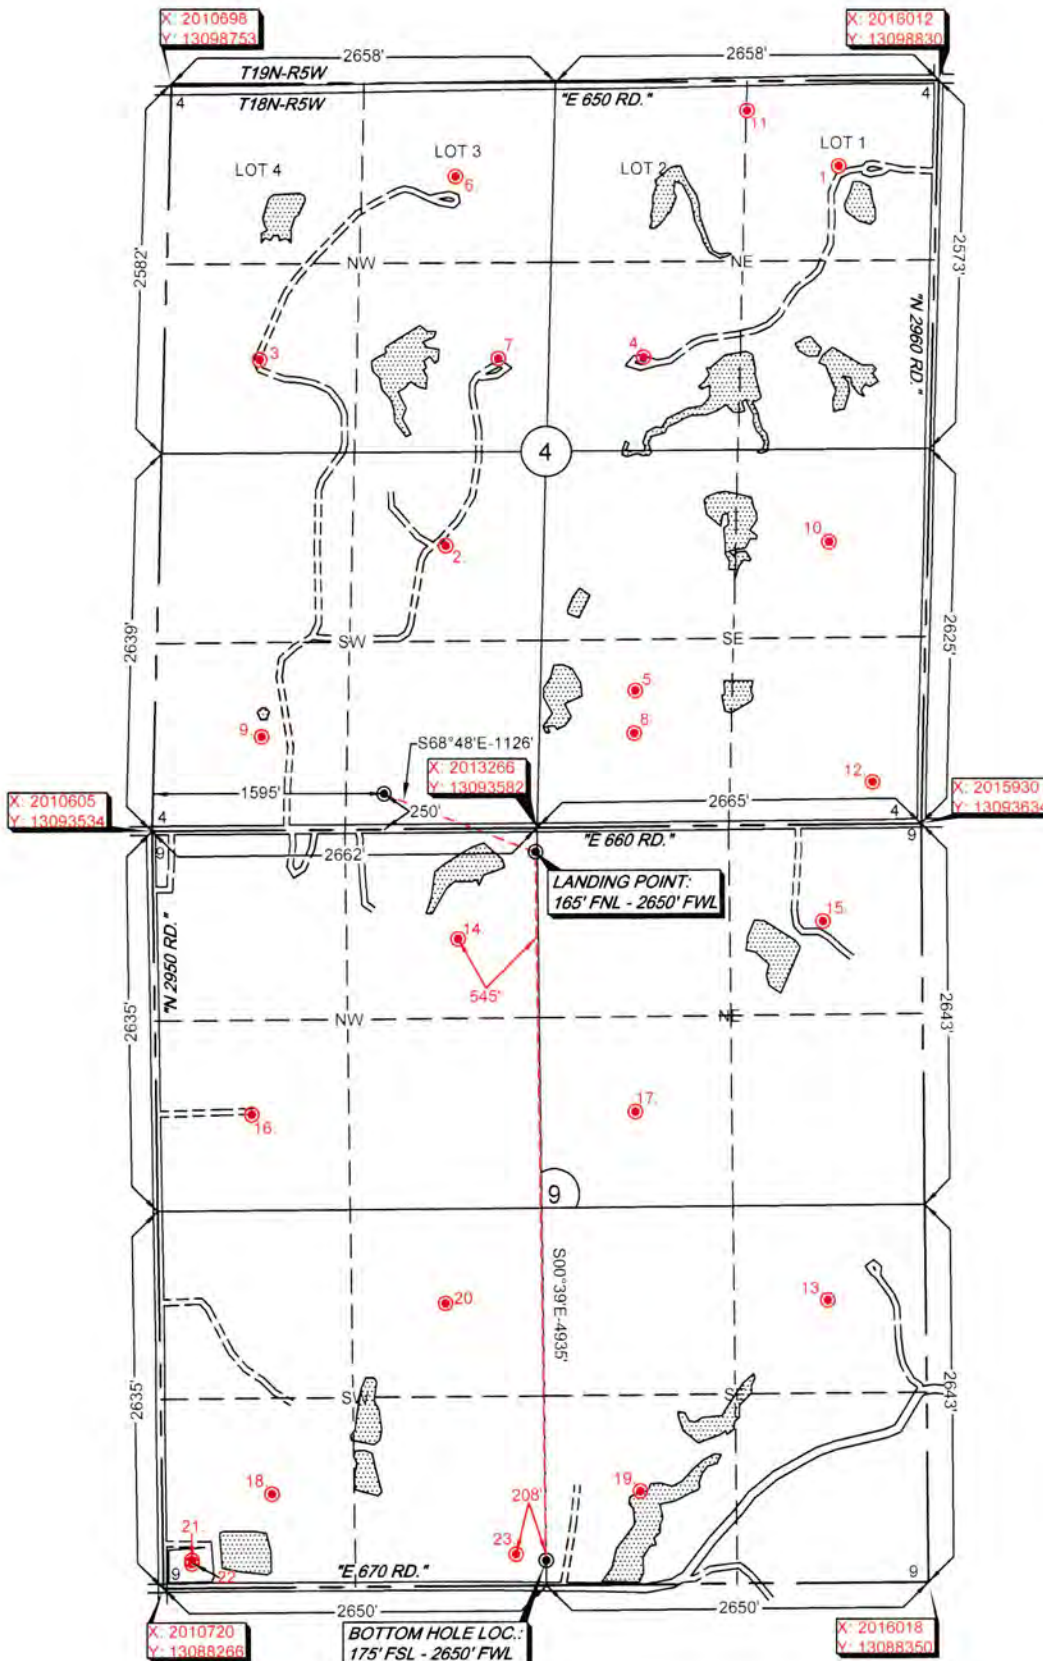 X: 2010698
Y: 13098753
X: 2016012
Y: 13098830
2658'
2658'
T19N-R5W
T18N-R5W
"E 650 RD."
4
4
11.
LOT 4
LOT 3
LOT 2
LOT 1
6.
1.
NW
NE
2582'
2573'
"N 2960 RD."
3
7.
4.
4
2.
10.
SW
SE
2639'
2625'
5.
8.
9.
S68°48'E-1126'
X: 2013266
Y: 13093582
12.
X: 2010605
Y: 13093534
X: 2015930
Y: 13093634
1595'
250'
2665'
4
4
9
9
2662'
"E 660 RD."
LANDING POINT:
165' FNL - 2650' FWL
"N 2950 RD."
14.
15.
545'
NW
NE
2635'
2643'
16.
17.
9
S00°39'E-4935'
20.
13.
SW
SE
2635'
2643'
18.
19.
208'
21.
22
23.
9
9
"E 670 RD."
2650'
2650'
X: 2010720
Y: 13088266
BOTTOM HOLE LOC.:
175' FSL - 2650' FWL
X: 2016018
Y: 13088350